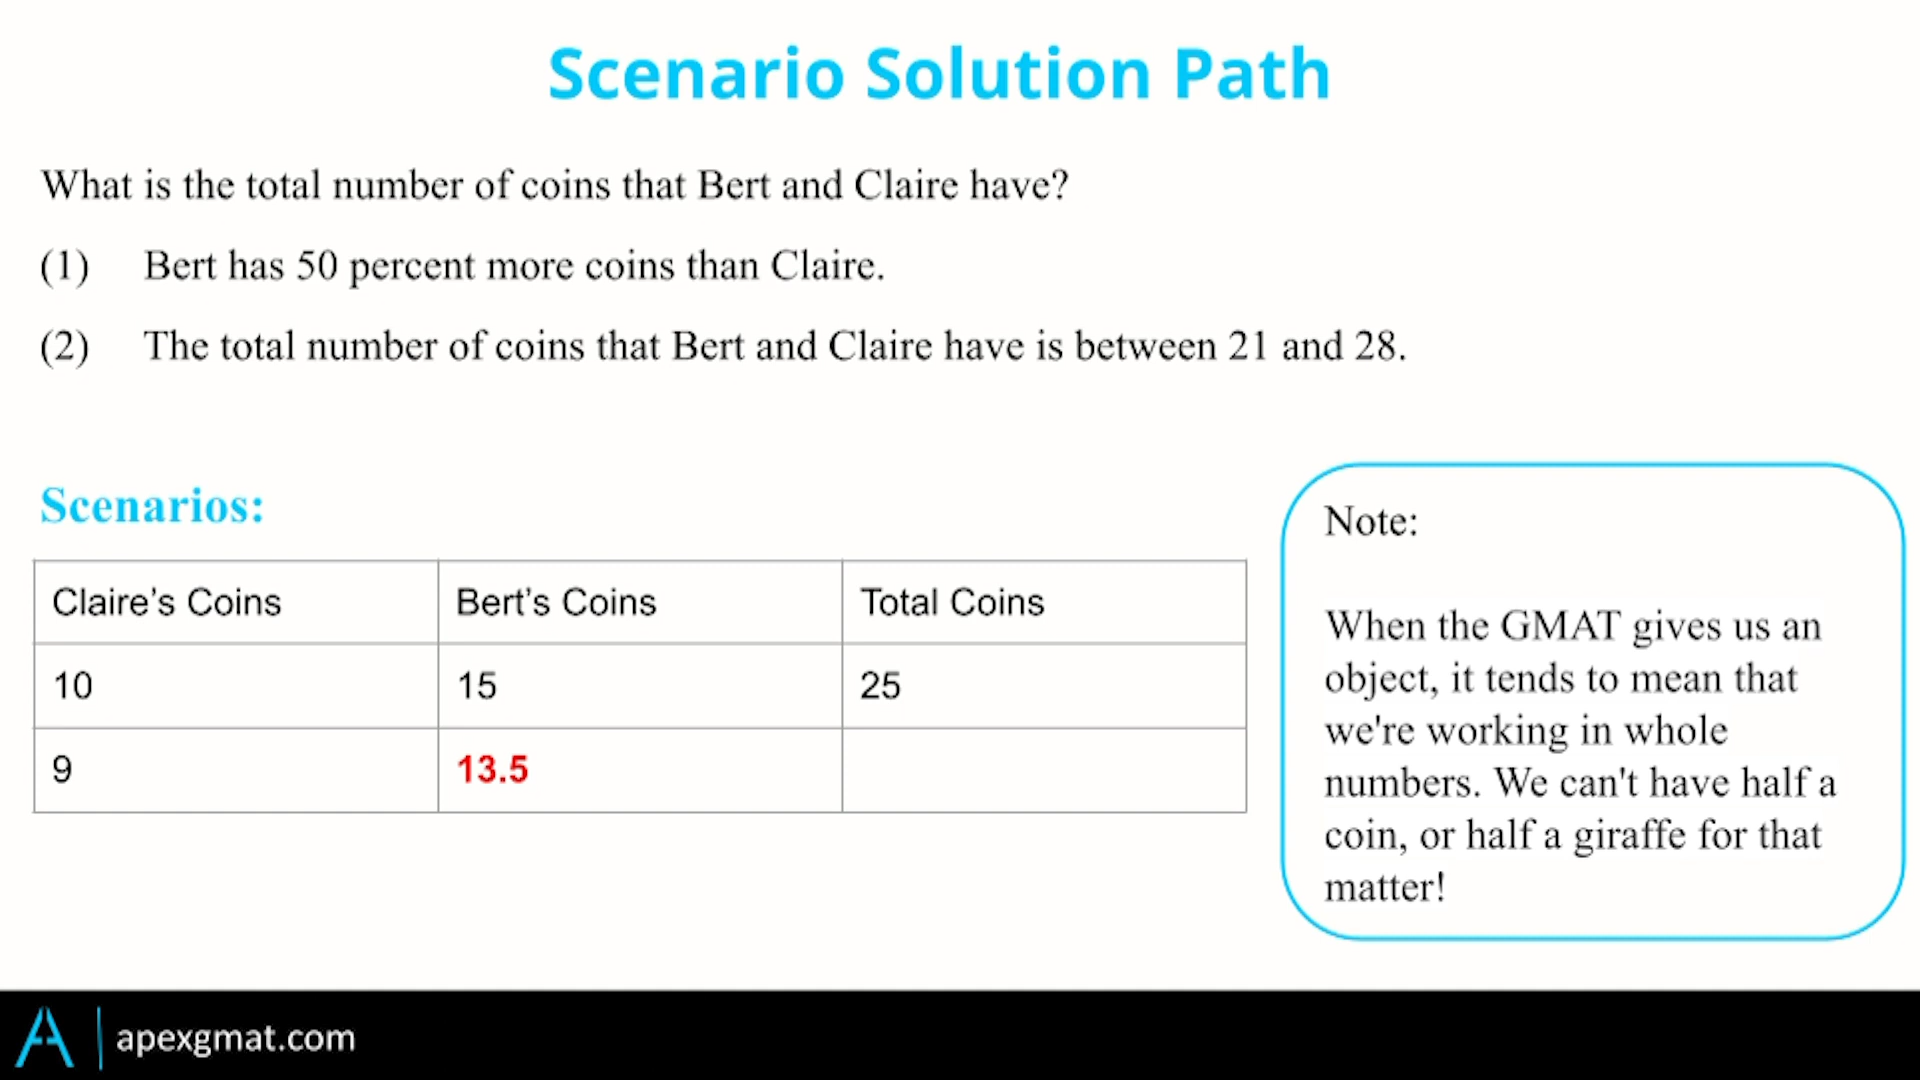 Scenario Solution Path
What is the total number of coins that Bert and Claire have?
(1) Bert has 50 percent more coins than Claire.
(2) The total number of coins that Bert and Claire have is between 21 and 28.
Scenarios:
Claire’s Coins Bert’s Coins Total Coins
10 15 25
9 13.5
Note:
When the GMAT gives us an
object, it tends to mean that
we're working in whole
numbers. We can't have half a
coin, or half a giraffe for that
matter!
apexgmat.com